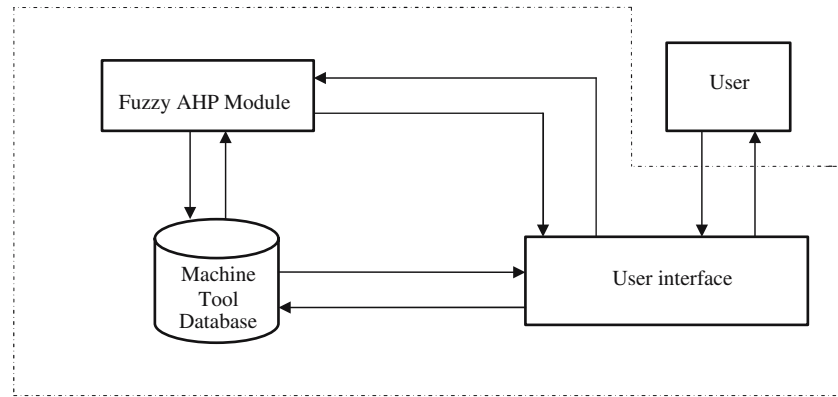 Fuzzy AHP Module
User
Machine
Tool
Database
User interface